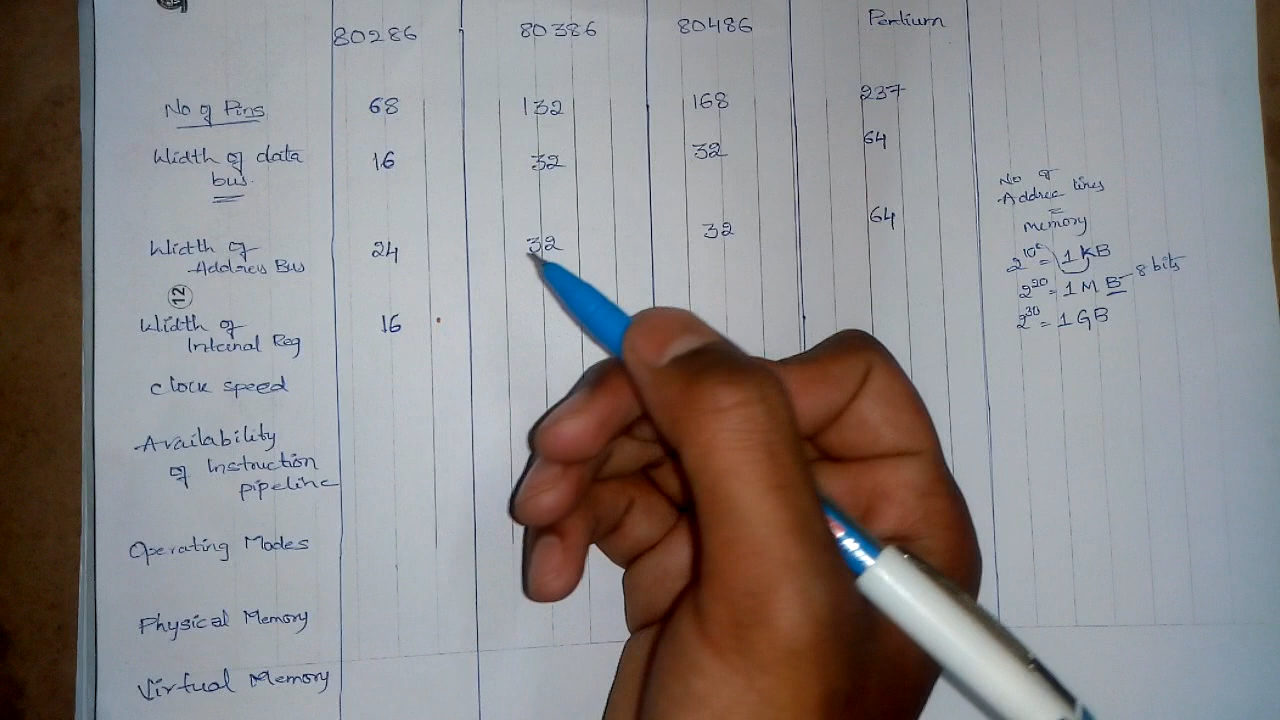 80286 80386 80486 Pentium
No of Pins 68 132 168 237
Width of data 16 32 32 64
bus.
Width of 24 32 32 64
Address Bus
12
Width of 16
Internal Reg
clock speed
Availability
of Instruction
pipeline
Operating Modes
Physical Memory
Virtual Memory
No of
Address lines
=
memory
2^10 = 1 KB
2^20 = 1 M B 8 bits
2^30 = 1 GB